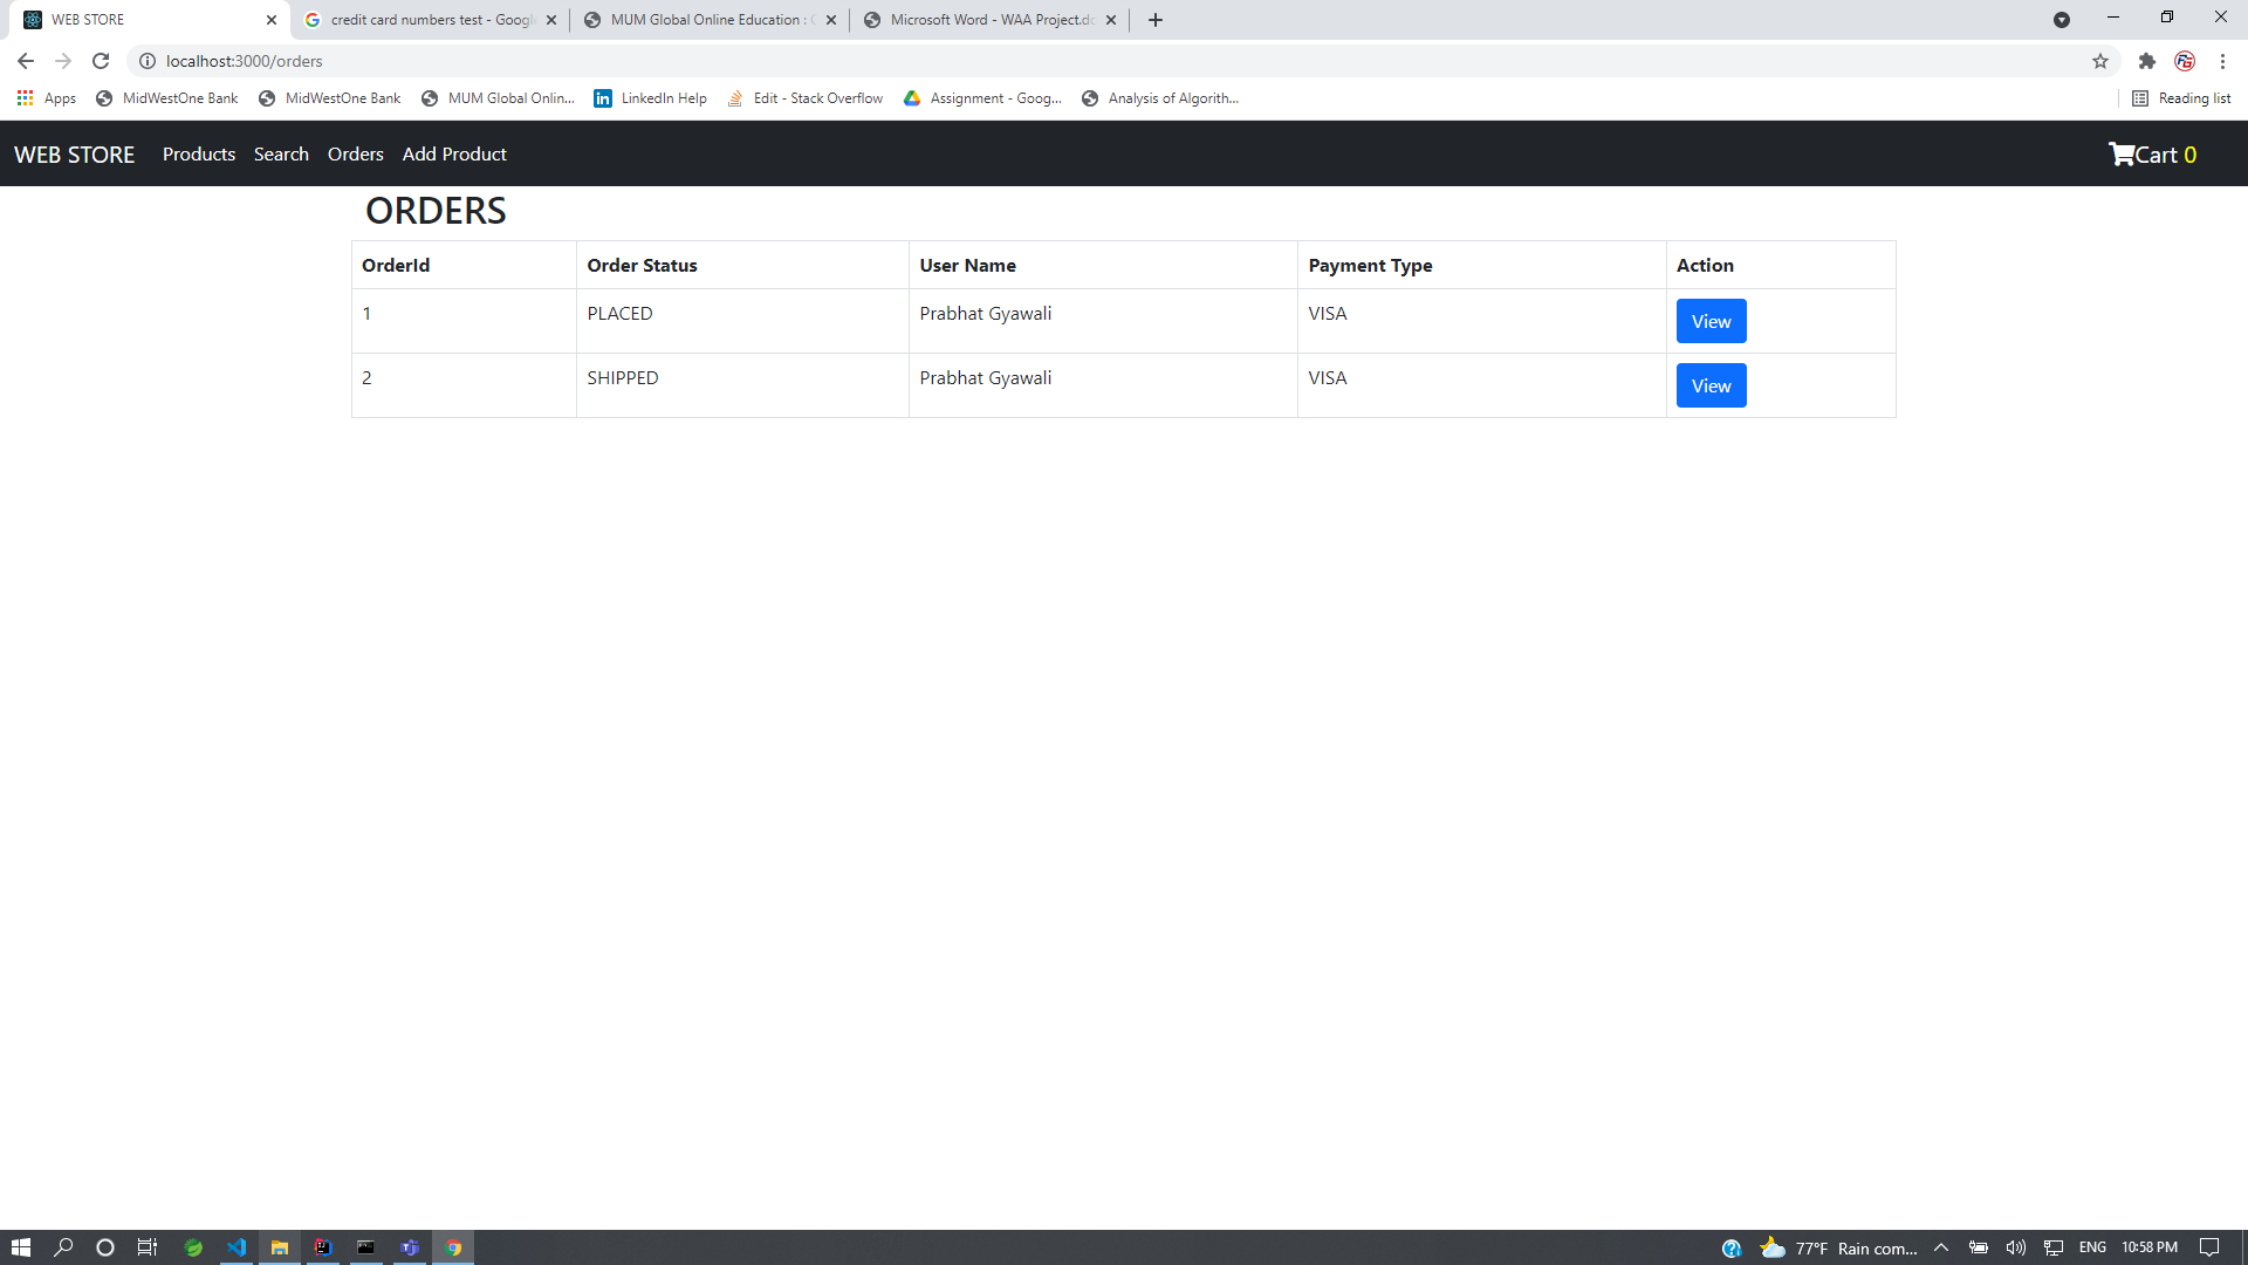 WEB STORE
credit card numbers test - Googl
MUM Global Online Education :
Microsoft Word - WAA Project.do
localhost:3000/orders
Apps
MidWestOne Bank
MidWestOne Bank
MUM Global Onlin...
LinkedIn Help
Edit - Stack Overflow
Assignment - Goog...
Analysis of Algorith...
Reading list
WEB STORE
Products
Search
Orders
Add Product
Cart 0
ORDERS
OrderId Order Status User Name Payment Type Action
1 PLACED Prabhat Gyawali VISA View
2 SHIPPED Prabhat Gyawali VISA View
77°F Rain com...
ENG
10:58 PM